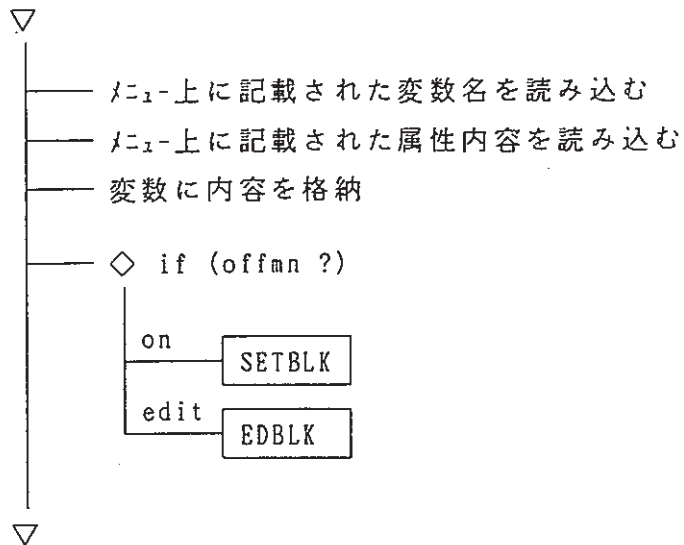 ﾒﾆｭｰ上に記載された変数名を読み込む
ﾒﾆｭｰ上に記載された属性内容を読み込む
変数に内容を格納
if (offmn ?)
on
SETBLK
edit
EDBLK